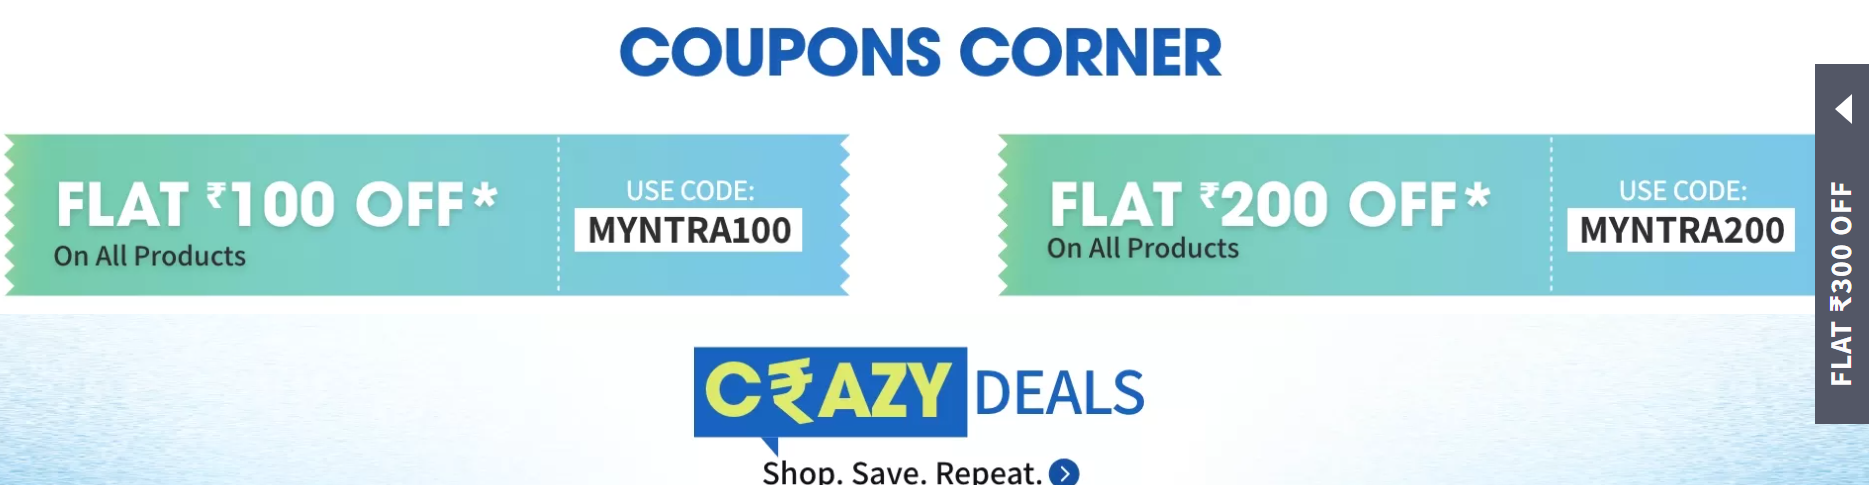 COUPONS CORNER
FLAT ₹100 OFF*
On All Products
USE CODE:
MYNTRA100
FLAT ₹200 OFF*
On All Products
USE CODE:
MYNTRA200
FLAT ₹300 OFF
C₹AZY DEALS
Shop. Save. Repeat.